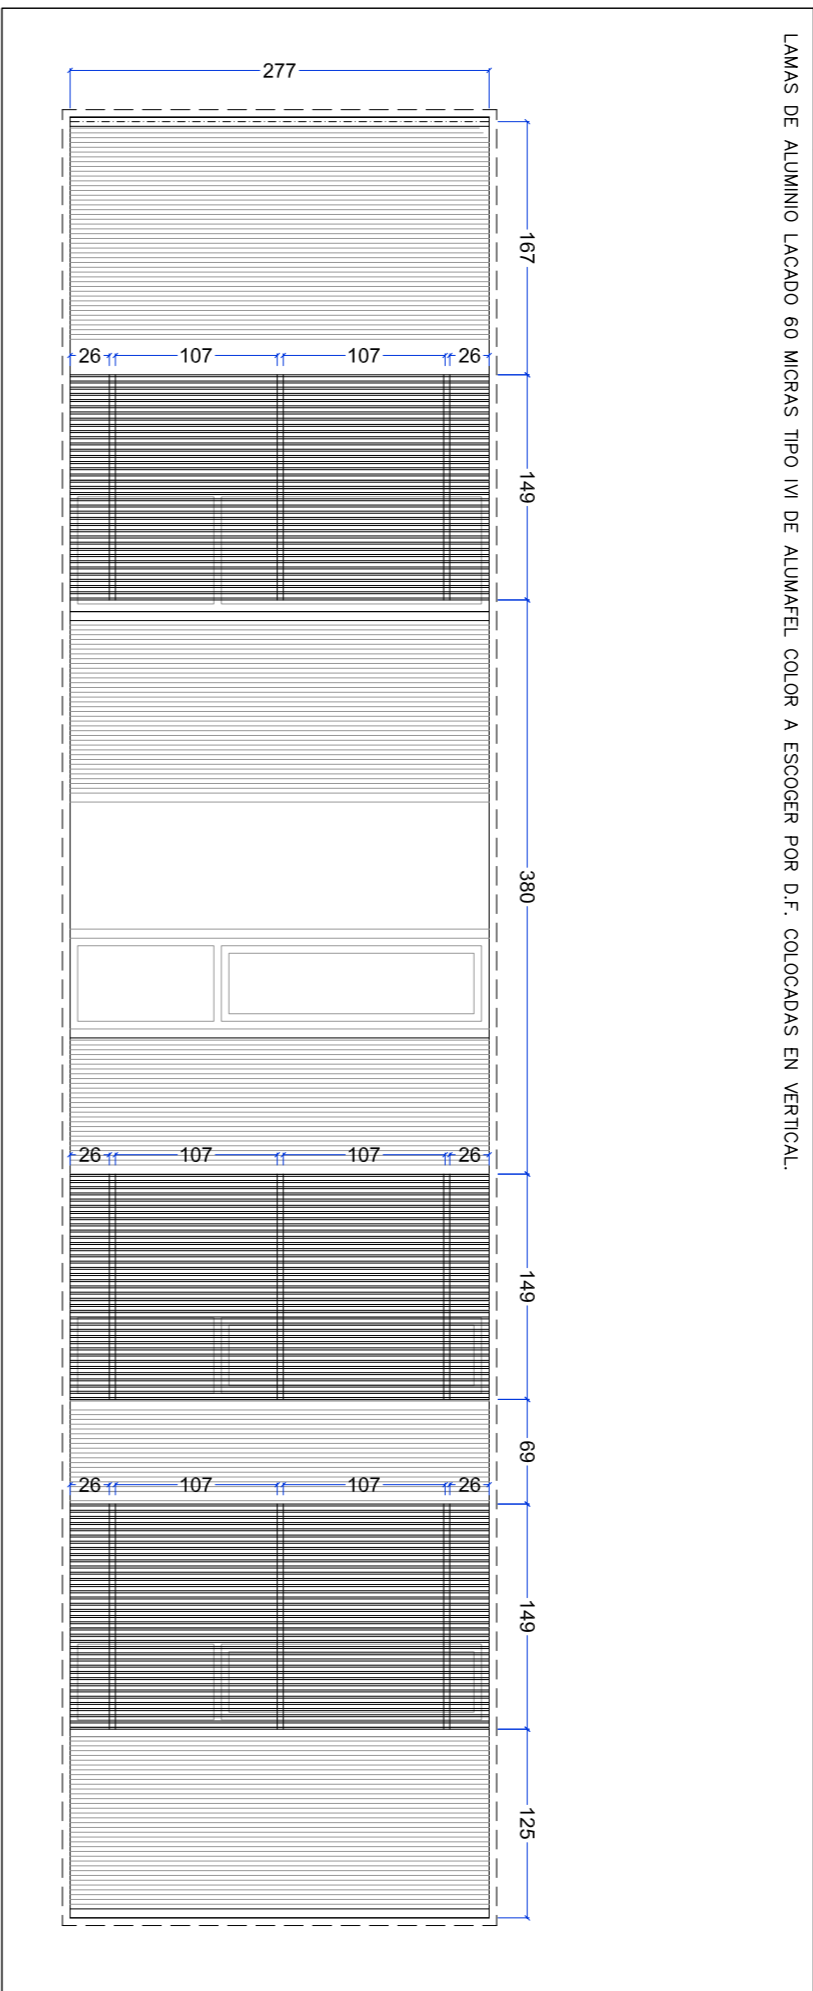 LAMAS DE ALUMINIO LACADO 60 MICRAS TIPO IVI DE ALUMAFEL COLOR A ESCOGER POR D.F. COLOCADAS EN VERTICAL.
277
167
26 107 107 26
149
380
26 107 107 26
149
69
26 107 107 26
149
125